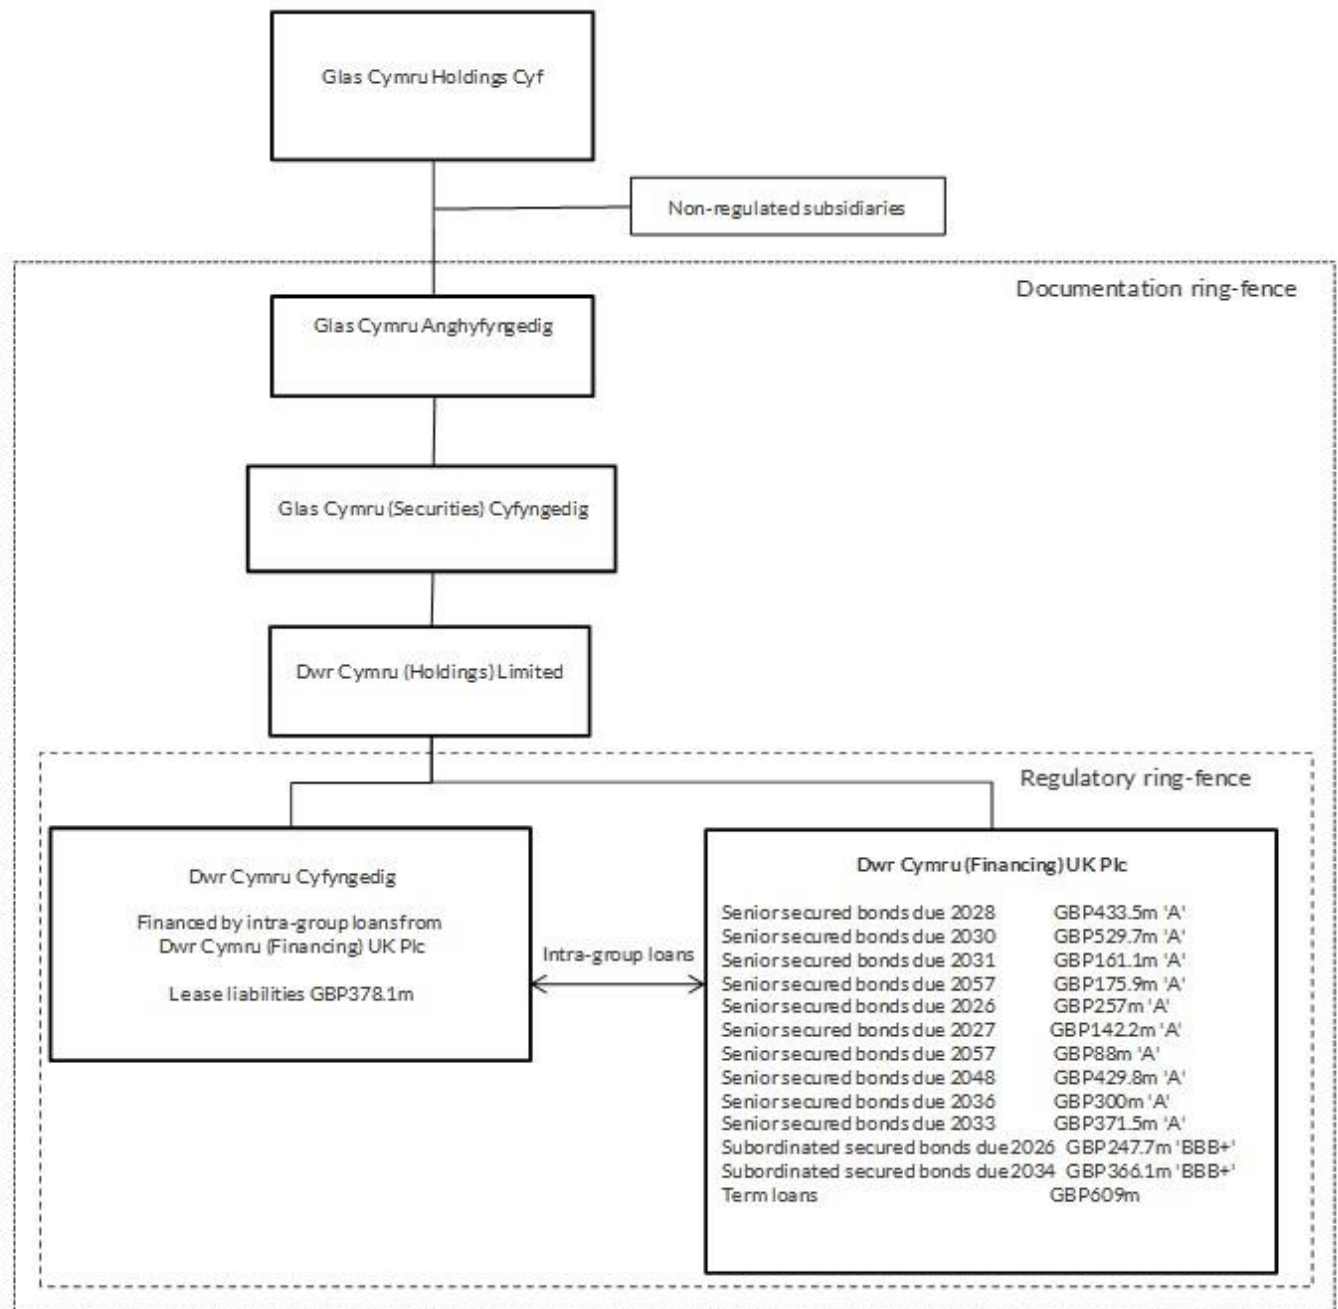 Glas Cymru Holdings Cyf
Non-regulated subsidiaries
Documentation ring-fence
Glas Cymru Anghyfyngedig
Glas Cymru (Securities) Cyfyngedig
Dwr Cymru (Holdings) Limited
Regulatory ring-fence
Dwr Cymru Cyfyngedig
Financed by intra-group loans from
Dwr Cymru (Financing) UK Plc
Lease liabilities GBP378.1m
Intra-group loans
Dwr Cymru (Financing) UK Plc
Senior secured bonds due 2028 GBP433.5m 'A'
Senior secured bonds due 2030 GBP529.7m 'A'
Senior secured bonds due 2031 GBP161.1m 'A'
Senior secured bonds due 2057 GBP175.9m 'A'
Senior secured bonds due 2026 GBP257m 'A'
Senior secured bonds due 2027 GBP142.2m 'A'
Senior secured bonds due 2057 GBP88m 'A'
Senior secured bonds due 2048 GBP429.8m 'A'
Senior secured bonds due 2036 GBP300m 'A'
Senior secured bonds due 2033 GBP371.5m 'A'
Subordinated secured bonds due 2026 GBP247.7m 'BBB+'
Subordinated secured bonds due 2034 GBP366.1m 'BBB+'
Term loans GBP609m